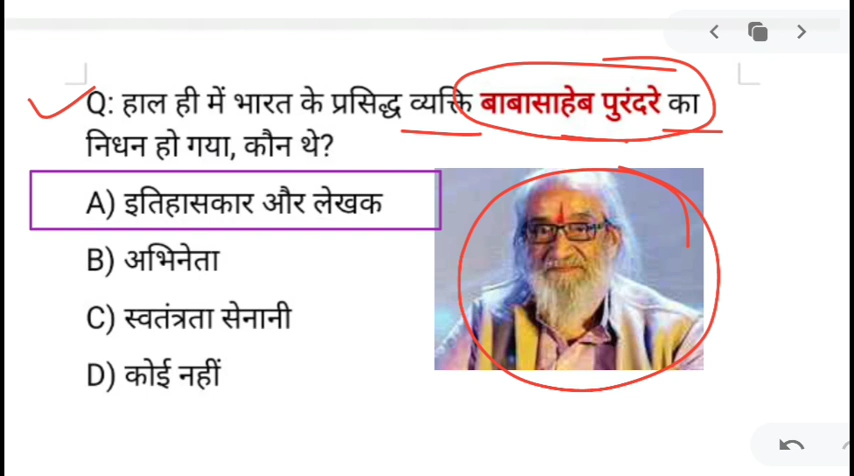 Q: हाल ही में भारत के प्रसिद्ध व्यक्ति बाबासाहेब पुरंदरे का
निधन हो गया, कौन थे?
A) इतिहासकार और लेखक
B) अभिनेता
C) स्वतंत्रता सेनानी
D) कोई नहीं